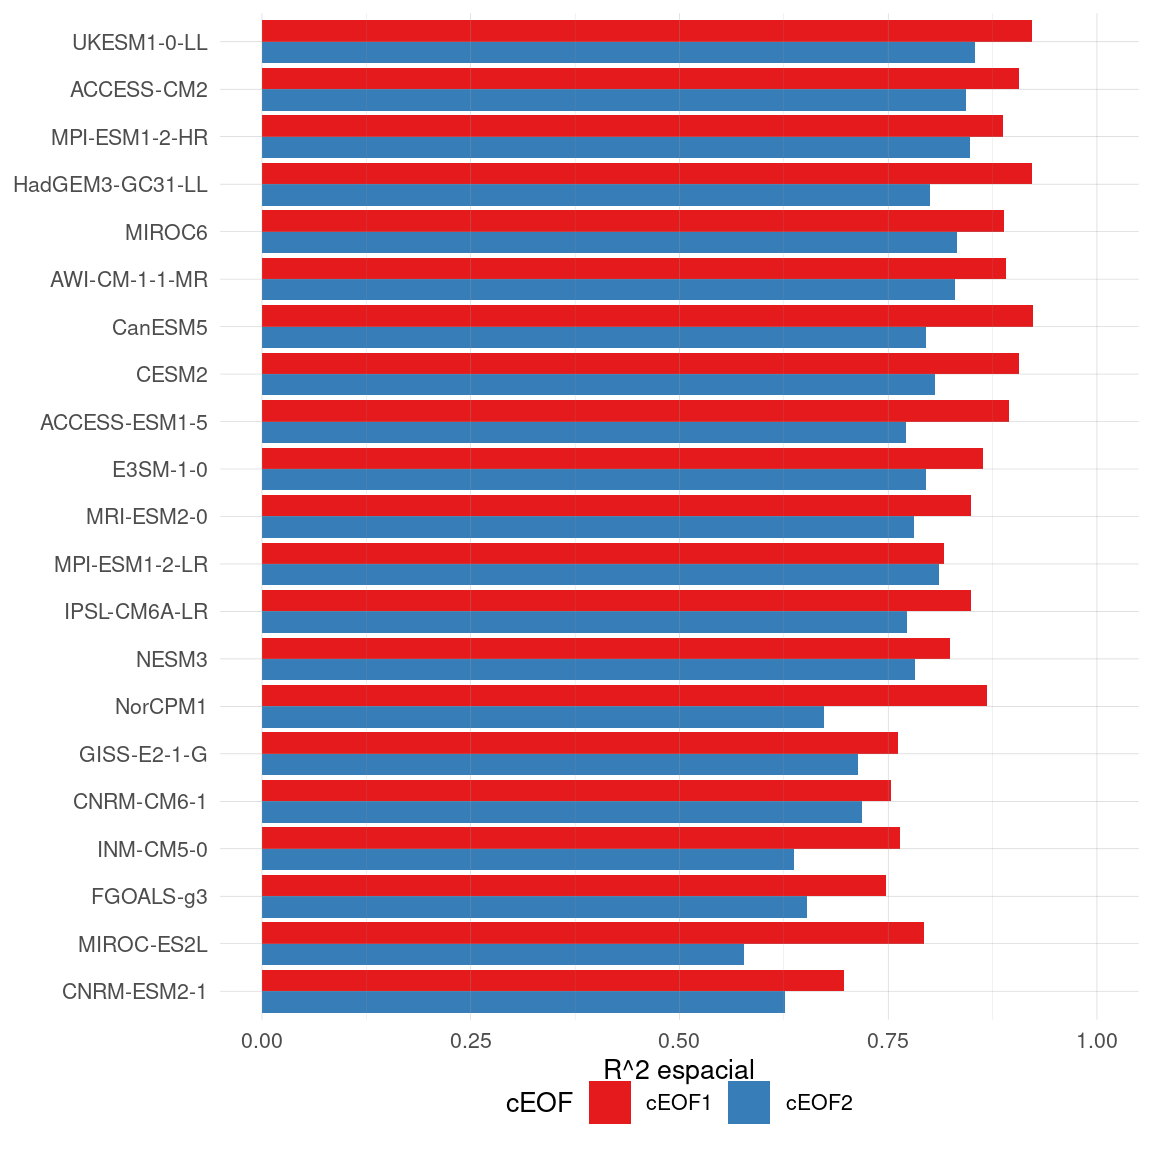 UKESM1-0-LL
ACCESS-CM2
MPI-ESM1-2-HR
HadGEM3-GC31-LL
MIROC6
AWI-CM-1-1-MR
CanESM5
CESM2
ACCESS-ESM1-5
E3SM-1-0
MRI-ESM2-0
MPI-ESM1-2-LR
IPSL-CM6A-LR
NESM3
NorCPM1
GISS-E2-1-G
CNRM-CM6-1
INM-CM5-0
FGOALS-g3
MIROC-ES2L
CNRM-ESM2-1
0.00 0.25 0.50 0.75 1.00
R^2 espacial
cEOF cEOF1 cEOF2